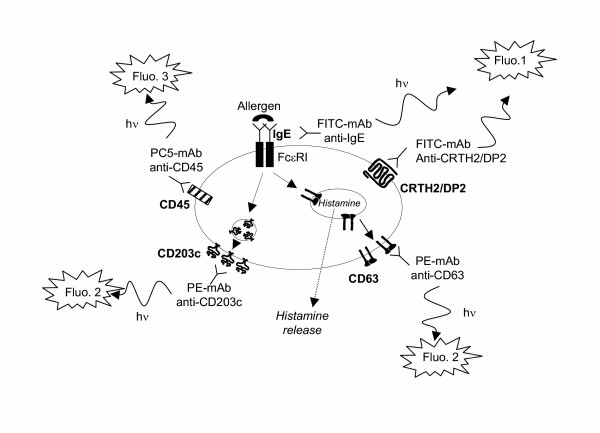 Fluo. 3
Fluo.1
hν
Allergen
hν
IgE
FITC-mAb
anti-IgE
FITC-mAb
Anti-CRTH2/DP2
hν
PC5-mAb
anti-CD45
FcεRI
CRTH2/DP2
CD45
Histamine
CD203c
CD63
PE-mAb
anti-CD63
PE-mAb
anti-CD203c
Fluo. 2
hν
Histamine
release
hν
Fluo. 2